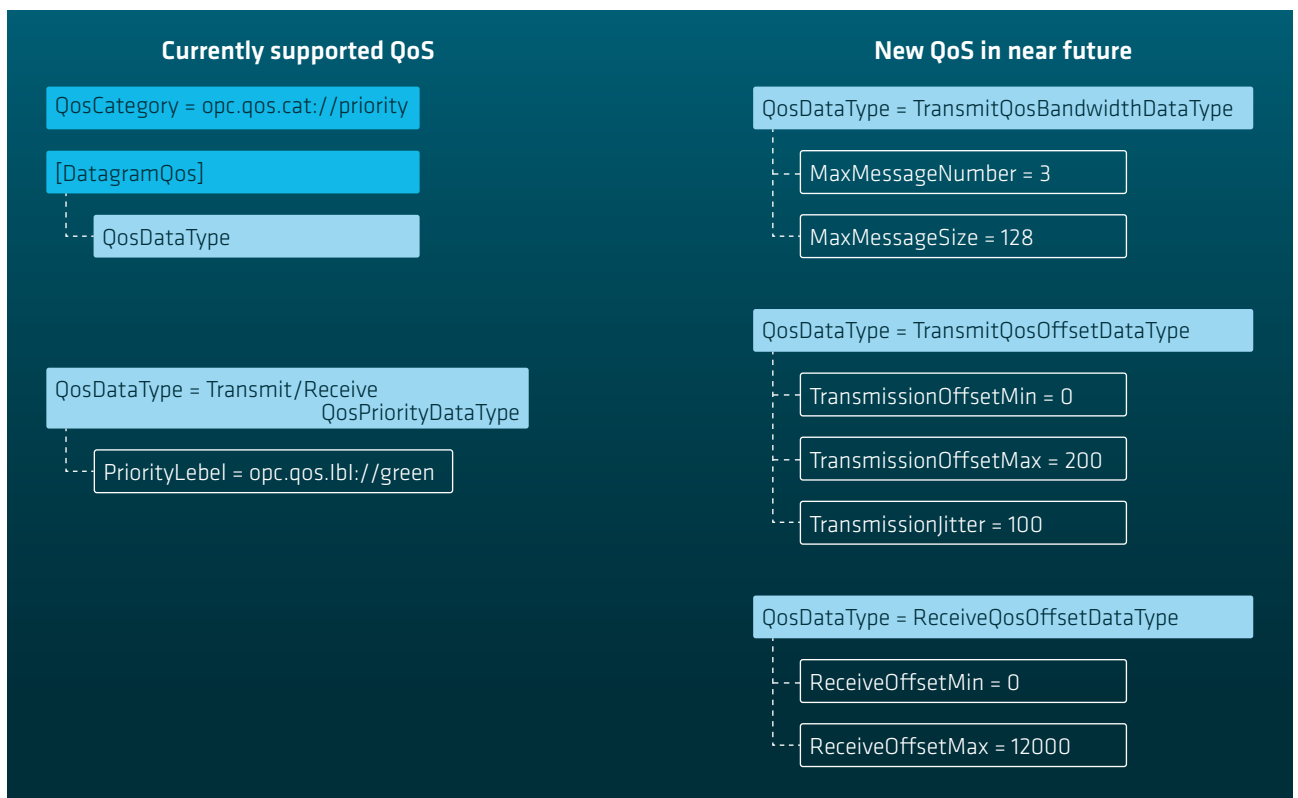 Currently supported QoS
QosCategory = opc.qos.cat://priority
[DatagramQos]
QosDataType
QosDataType = Transmit/Receive
QosPriorityDataType
PriorityLebel = opc.qos.lbl://green
New QoS in near future
QosDataType = TransmitQosBandwidthDataType
MaxMessageNumber = 3
MaxMessageSize = 128
QosDataType = TransmitQosOffsetDataType
TransmissionOffsetMin = 0
TransmissionOffsetMax = 200
TransmissionJitter = 100
QosDataType = ReceiveQosOffsetDataType
ReceiveOffsetMin = 0
ReceiveOffsetMax = 12000